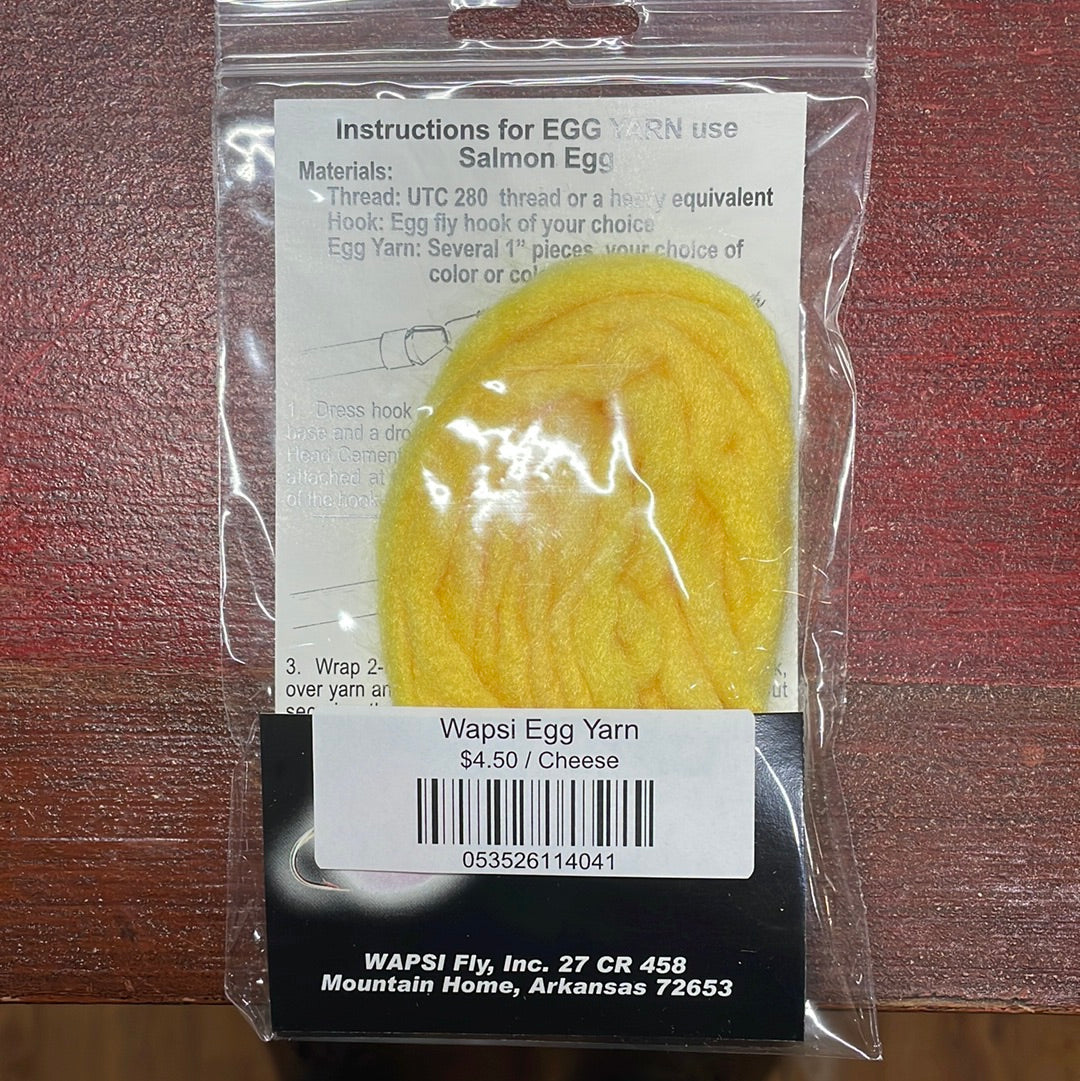 Instructions for EGG YARN use
Salmon Egg
Materials:
Thread: UTC 280 thread or a heavy equivalent
Hook: Egg fly hook of your choice
Egg Yarn: Several 1” pieces, your choice of
color or col
1. Dress hook
base and a dro
Head Cement
attached at
of the hook
3. Wrap 2-
over yarn an
Wapsi Egg Yarn
$4.50 / Cheese
053526114041
WAPSI Fly, Inc. 27 CR 458
Mountain Home, Arkansas 72653